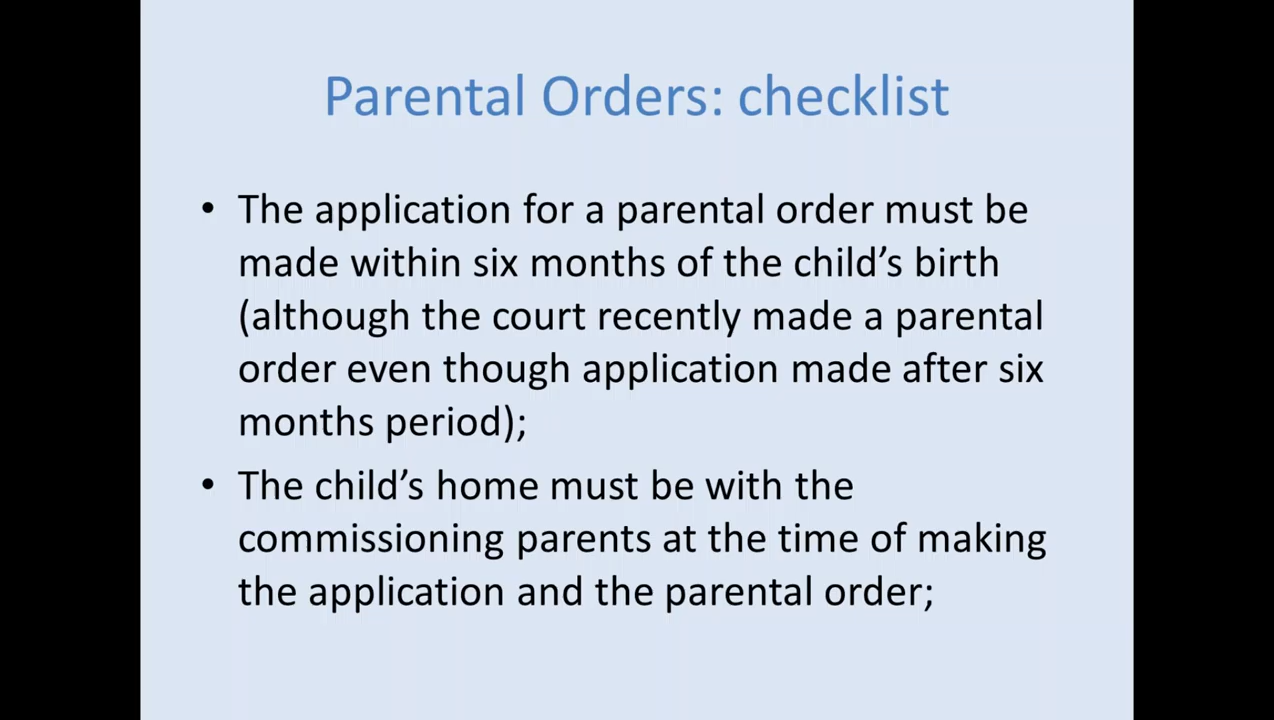 Parental Orders: checklist
• The application for a parental order must be
made within six months of the child’s birth
(although the court recently made a parental
order even though application made after six
months period);
• The child’s home must be with the
commissioning parents at the time of making
the application and the parental order;